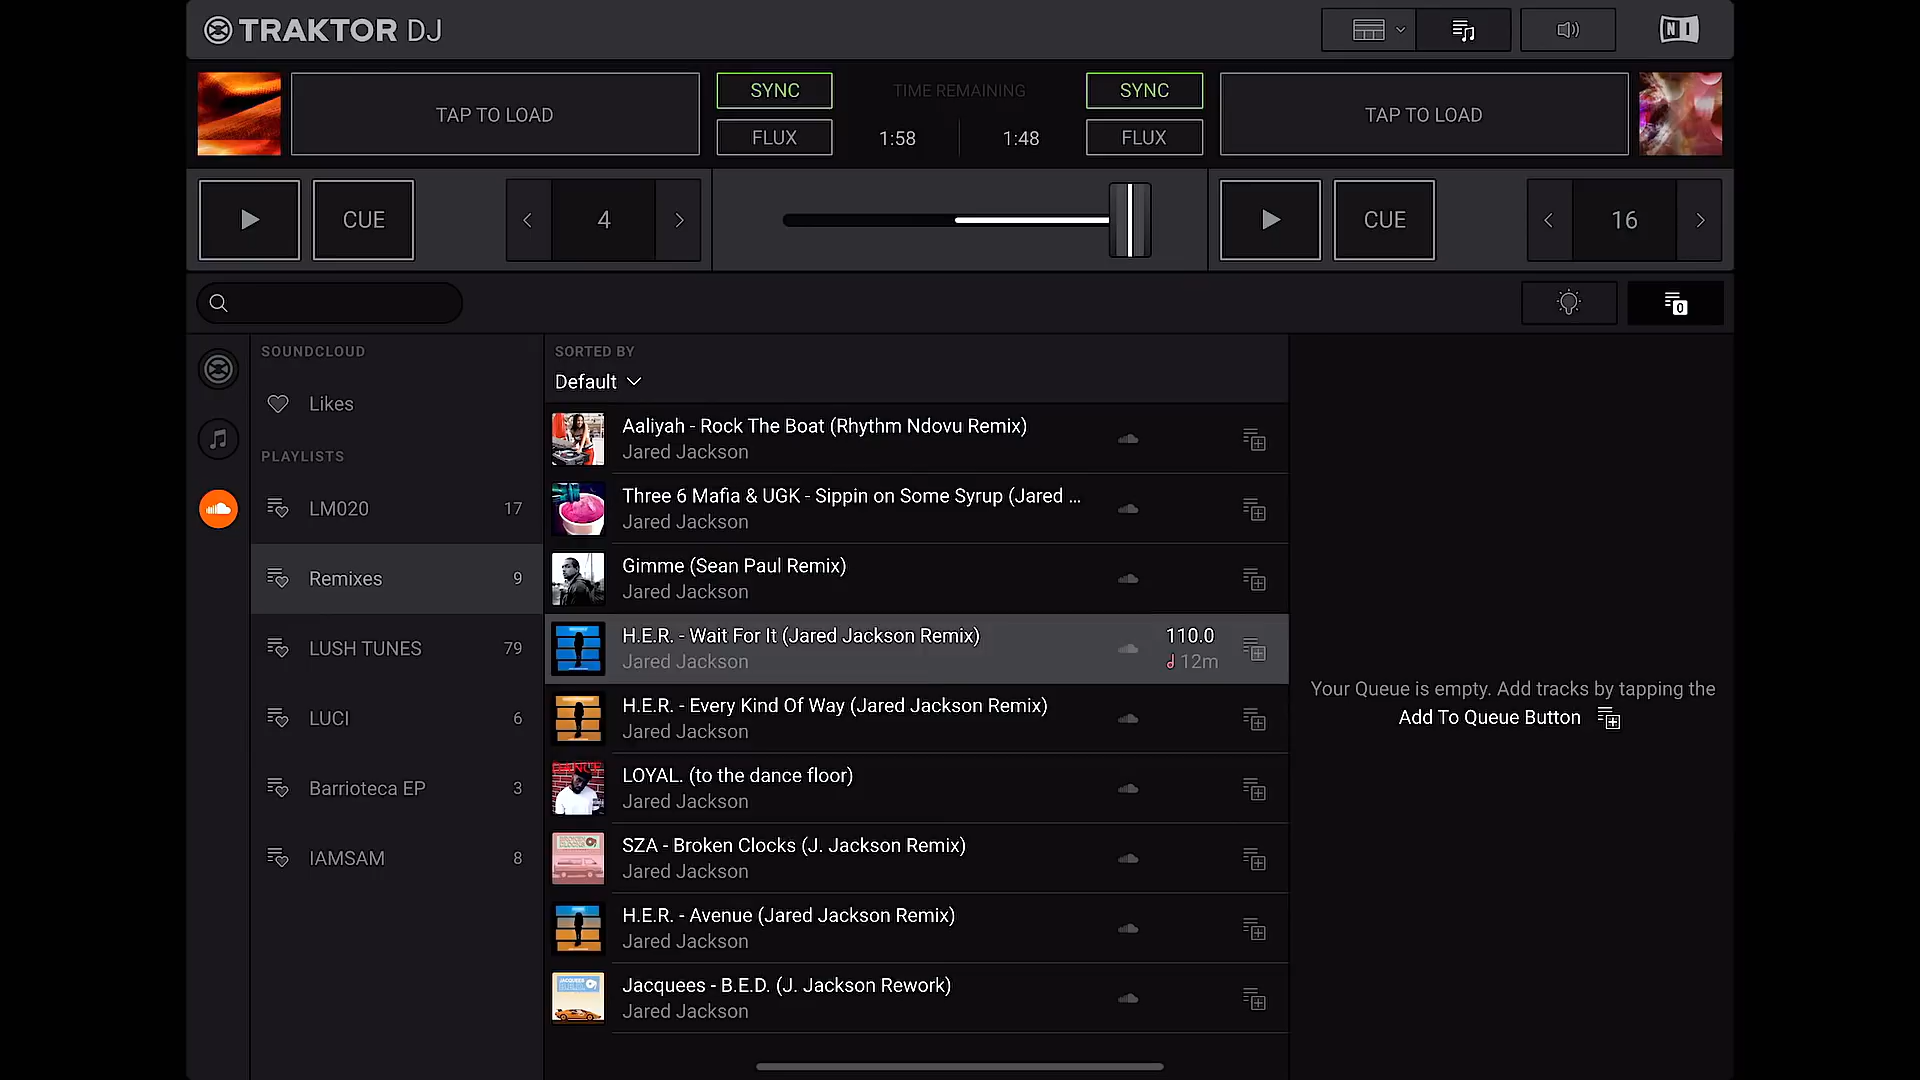 TRAKTOR DJ
NI
TAP TO LOAD
SYNC
FLUX
TIME REMAINING
1:58
1:48
SYNC
FLUX
TAP TO LOAD
CUE
4
CUE
16
0
SOUNDCLOUD
Likes
PLAYLISTS
LM020 17
Remixes 9
LUSH TUNES 79
LUCI 6
Barrioteca EP 3
IAMSAM 8
SORTED BY
Default
Aaliyah - Rock The Boat (Rhythm Ndovu Remix)
Jared Jackson
Three 6 Mafia & UGK - Sippin on Some Syrup (Jared ...
Jared Jackson
Gimme (Sean Paul Remix)
Jared Jackson
H.E.R. - Wait For It (Jared Jackson Remix) 110.0
Jared Jackson 12m
H.E.R. - Every Kind Of Way (Jared Jackson Remix)
Jared Jackson
LOYAL. (to the dance floor)
Jared Jackson
SZA - Broken Clocks (J. Jackson Remix)
Jared Jackson
H.E.R. - Avenue (Jared Jackson Remix)
Jared Jackson
Jacquees - B.E.D. (J. Jackson Rework)
Jared Jackson
Your Queue is empty. Add tracks by tapping the
Add To Queue Button